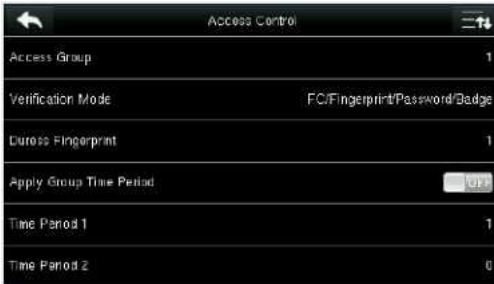 Access Control
Access Group 1
Verification Mode FC/Fingerprint/Password/Badge
Duress Fingerprint 1
Apply Group Time Period OFF
Time Period 1 1
Time Period 2 0